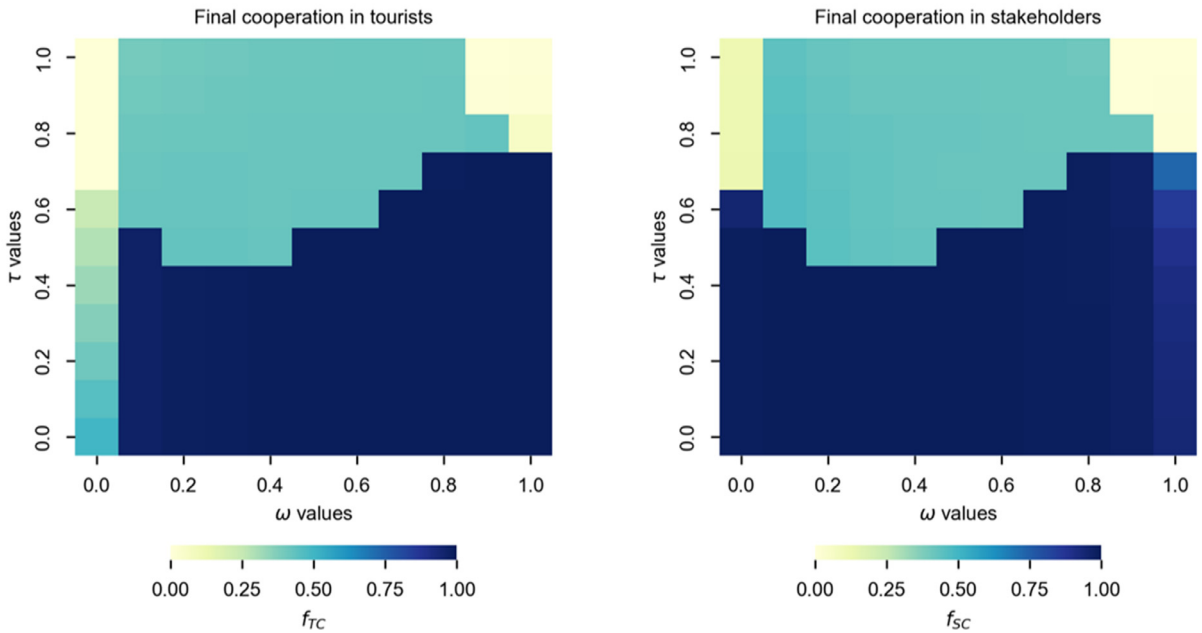 Final cooperation in tourists
1.0
0.8
0.6
0.4
0.2
0.0
τ values
0.0 0.2 0.4 0.6 0.8 1.0
ω values
0.00 0.25 0.50 0.75 1.00
f_TC
Final cooperation in stakeholders
1.0
0.8
0.6
0.4
0.2
0.0
τ values
0.0 0.2 0.4 0.6 0.8 1.0
ω values
0.00 0.25 0.50 0.75 1.00
f_SC